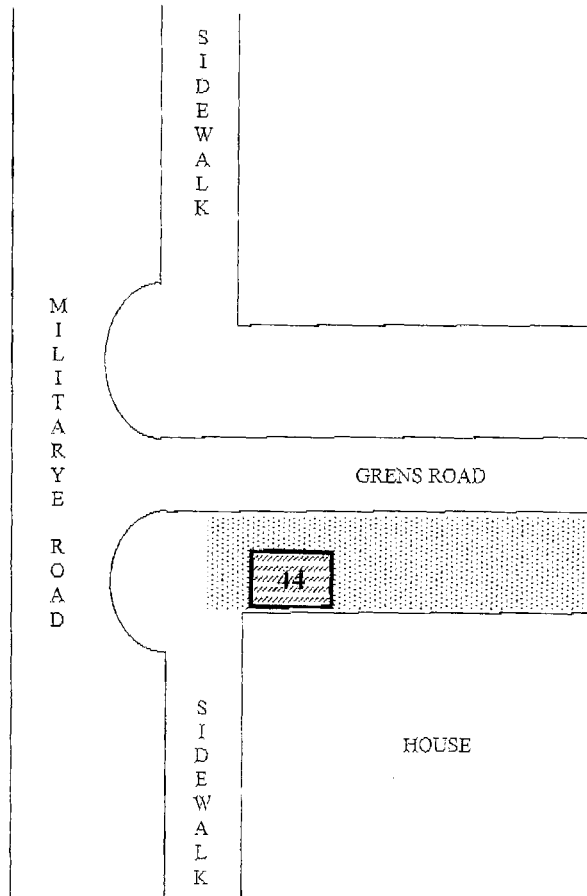 SIDEWALK
MILITARYE ROAD
GRENS ROAD
44
HOUSE
SIDEWALK